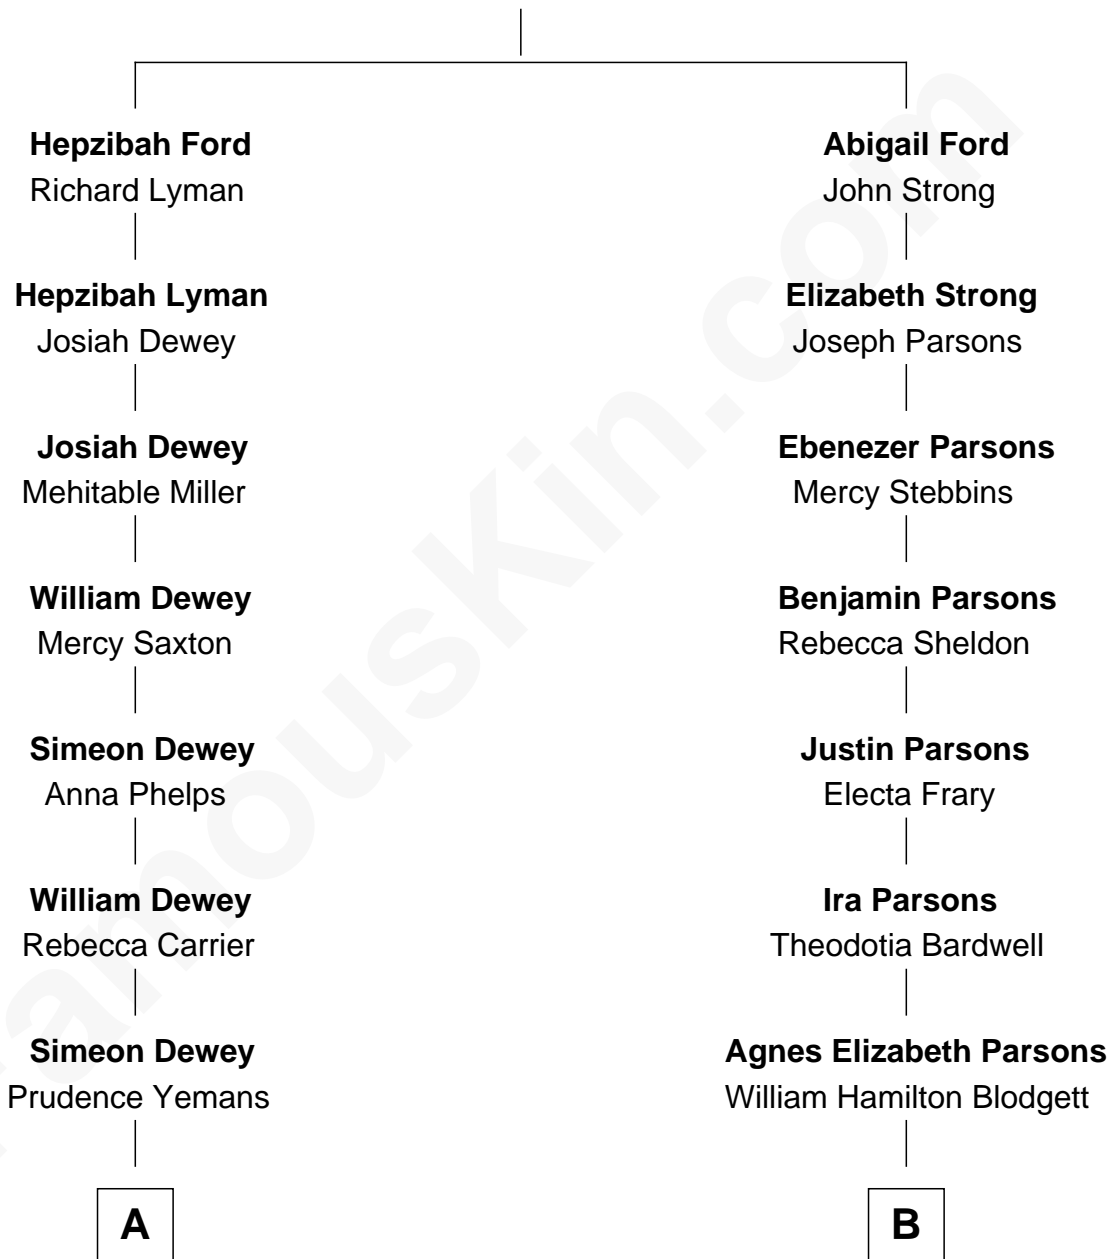 Hepzibah Ford
Richard Lyman
Abigail Ford
John Strong
Hepzibah Lyman
Josiah Dewey
Elizabeth Strong
Joseph Parsons
Josiah Dewey
Mehitable Miller
Ebenezer Parsons
Mercy Stebbins
William Dewey
Mercy Saxton
Benjamin Parsons
Rebecca Sheldon
Simeon Dewey
Anna Phelps
Justin Parsons
Electa Frary
William Dewey
Rebecca Carrier
Ira Parsons
Theodotia Bardwell
Simeon Dewey
Prudence Yemans
Agnes Elizabeth Parsons
William Hamilton Blodgett
A
B
FamousKin.com